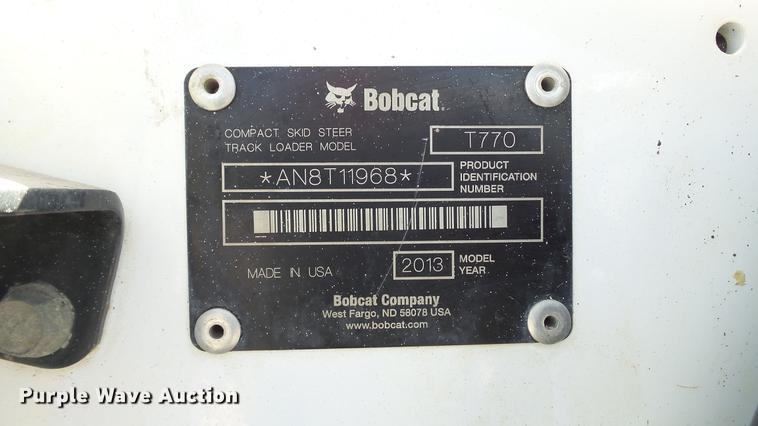 Bobcat
COMPACT SKID STEER
TRACK LOADER MODEL
T770
*AN8T11968*
PRODUCT
IDENTIFICATION
NUMBER
MADE IN USA
2013
MODEL
YEAR
Bobcat Company
West Fargo, ND 58078 USA
www.bobcat.com
Purple Wave Auction